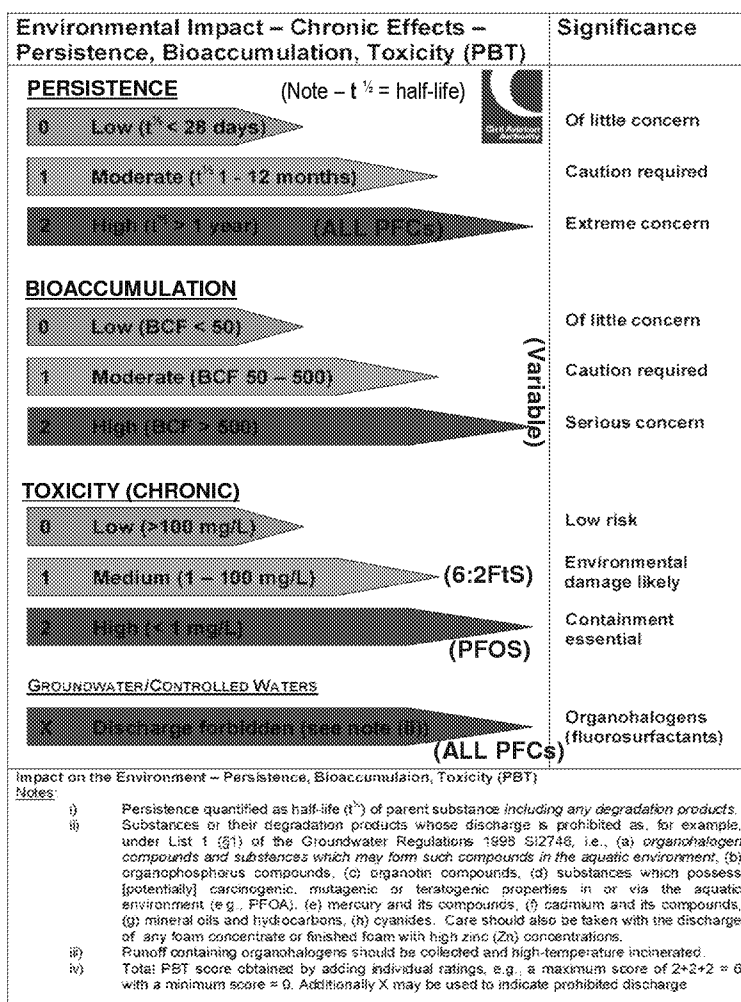 Environmental Impact – Chronic Effects – Significance
Persistence, Bioaccumulation, Toxicity (PBT)
PERSISTENCE (Note – t ½ = half-life)
Civil Aviation
Authority
0 Low (t½ < 28 days) Of little concern
1 Moderate (t½ 1 - 12 months) Caution required
2 High (t½ > 1 year) (ALL PFCs) Extreme concern
BIOACCUMULATION
0 Low (BCF < 50) Of little concern
1 Moderate (BCF 50 – 500) Caution required
2 High (BCF > 500) Serious concern
(Variable)
TOXICITY (CHRONIC)
0 Low (>100 mg/L) Low risk
1 Medium (1 – 100 mg/L) (6:2FtS) Environmental
damage likely
2 High (< 1 mg/L) Containment
essential
(PFOS)
GROUNDWATER/CONTROLLED WATERS
X Discharge forbidden (see note (ii)) Organohalogens
(ALL PFCs) (fluorosurfactants)
Impact on the Environment – Persistence, Bioaccumulaion, Toxicity (PBT)
Notes:
i) Persistence quantified as half-life (t½) of parent substance including any degradation products.
ii) Substances or their degradation products whose discharge is prohibited as, for example,
under List 1 (§1) of the Groundwater Regulations 1998 SI2746, i.e., (a) organohalogen
compounds and substances which may form such compounds in the aquatic environment, (b)
organophosphorus compounds, (c) organotin compounds, (d) substances which possess
[potentially] carcinogenic, mutagenic or teratogenic properties in or via the aquatic
environment (e.g., PFOA), (e) mercury and its compounds, (f) cadmium and its compounds,
(g) mineral oils and hydrocarbons, (h) cyanides. Care should also be taken with the discharge
of any foam concentrate or finished foam with high zinc (Zn) concentrations.
iii) Runoff containing organohalogens should be collected and high-temperature incinerated.
iv) Total PBT score obtained by adding individual ratings, e.g., a maximum score of 2+2+2 = 6
with a minimum score = 0. Additionally X may be used to indicate prohibited discharge